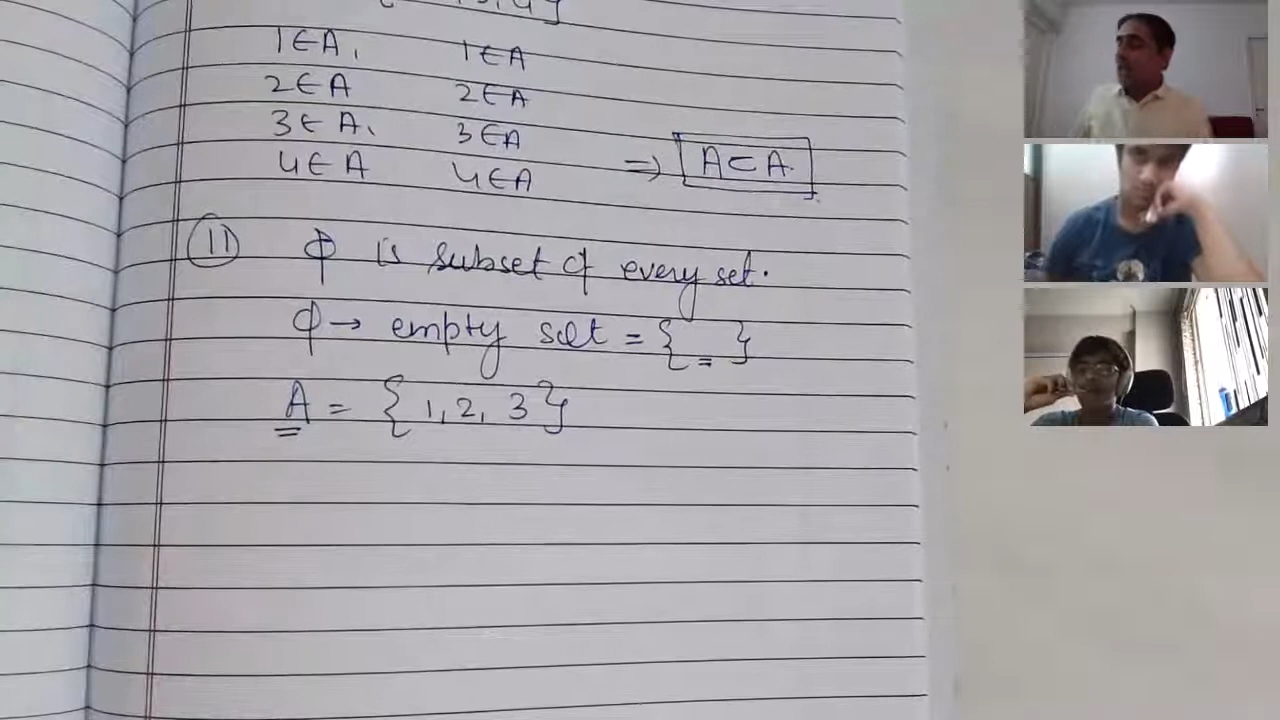 1∈A, 1∈A
2∈A 2∈A
3∈A, 3∈A
4∈A 4∈A ⇒ A⊂A
(11) ϕ is subset of every set.
ϕ→ empty set = { }
A = {1, 2, 3}